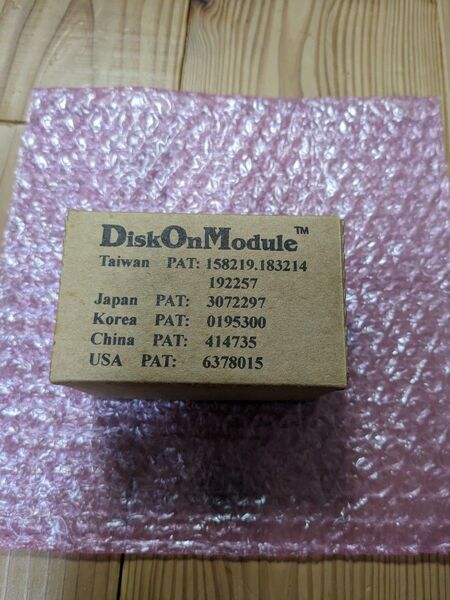 DiskOnModule™
Taiwan PAT: 158219.183214
192257
Japan PAT: 3072297
Korea PAT: 0195300
China PAT: 414735
USA PAT: 6378015